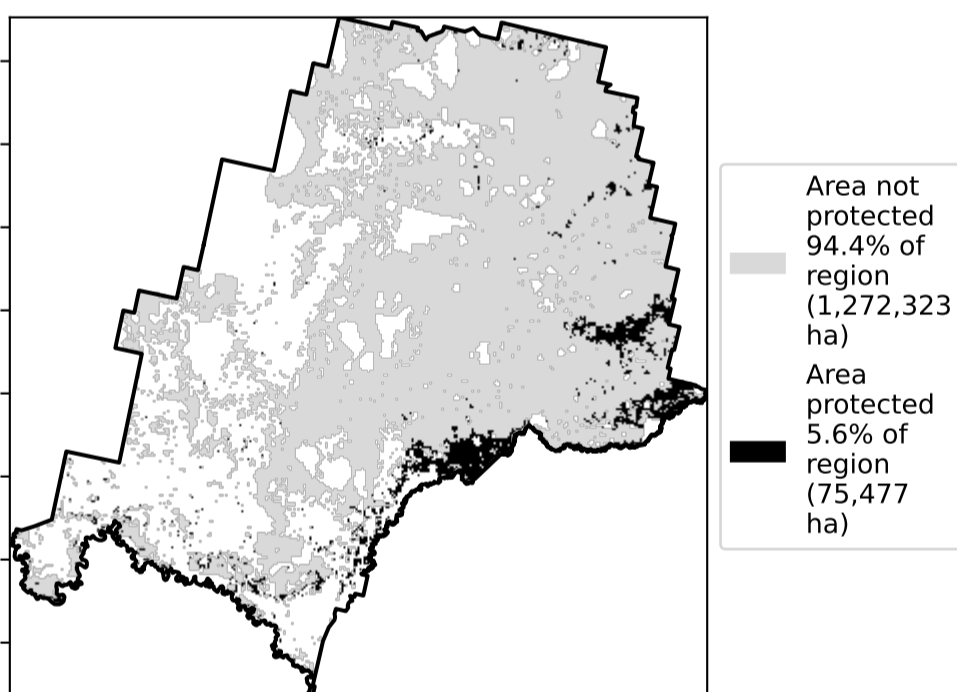 Area not
protected
94.4% of
region
(1,272,323
ha)
Area
protected
5.6% of
region
(75,477
ha)